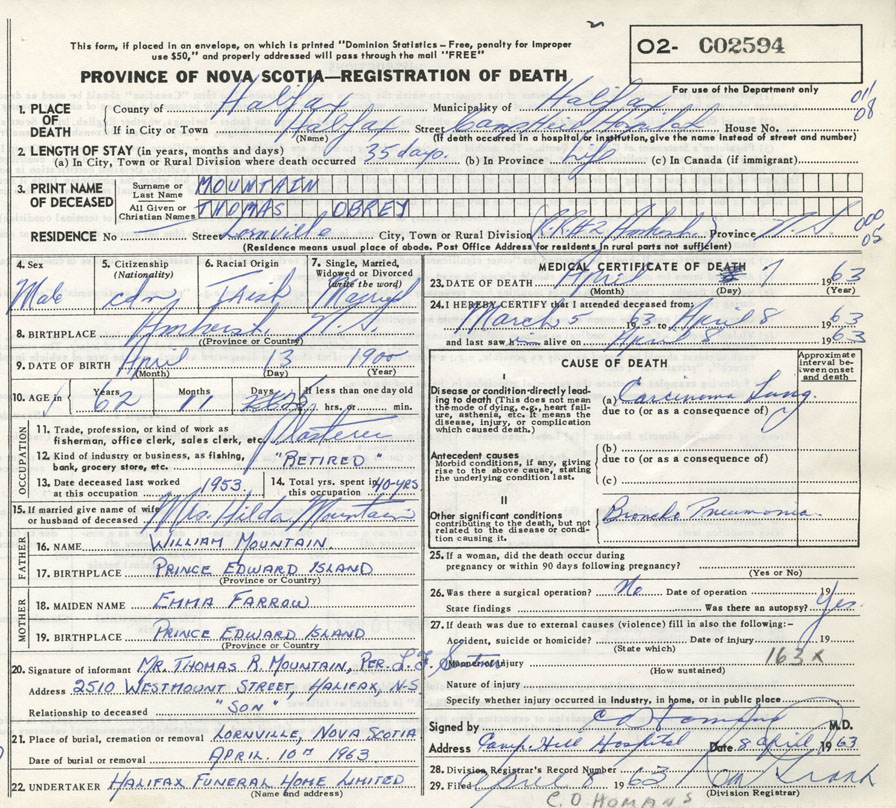 This form, if placed in an envelope, on which is printed "Dominion Statistics - Free, penalty for improper
use $50," and properly addressed will pass through the mail "FREE"
O2- C02594
PROVINCE OF NOVA SCOTIA—REGISTRATION OF DEATH
For use of the Department only
1. PLACE OF DEATH County of Halifax Municipality of Halifax 011
If in City or Town Halifax Street House No. 08
(Name) (If death occurred in a hospital or institution, give the name instead of street and number)
2. LENGTH OF STAY (in years, months and days)
(a) In City, Town or Rural Division where death occurred 35 days. (b) In Province Life (c) In Canada (if immigrant)
3. PRINT NAME OF DECEASED Surname or Last Name MOUNTAIN
All Given or Christian Names THOMAS OBREY
RESIDENCE No Street Lornville City, Town or Rural Division R.R#2 Amherst Province N.S. 000 05
(Residence means usual place of abode. Post Office Address for residents in rural parts not sufficient)
4. Sex Male
5. Citizenship (Nationality) cdn
6. Racial Origin Irish
7. Single, Married, Widowed or Divorced (write the word) Married
8. BIRTHPLACE Amherst N.S.
(Province or Country)
9. DATE OF BIRTH April 13 1900
(Month) (Day) (Year)
10. AGE in Years 62 Months 11 Days If less than one day old hrs. or min.
OCCUPATION
11. Trade, profession, or kind of work as fisherman, office clerk, sales clerk, etc. Plasterer
12. Kind of industry or business, as fishing, bank, grocery store, etc. "RETIRED"
13. Date deceased last worked at this occupation 1953
14. Total yrs. spent in this occupation 40-YRS
15. If married give name of wife or husband of deceased Mrs. Hilda Mountain
FATHER
16. NAME WILLIAM MOUNTAIN.
17. BIRTHPLACE PRINCE EDWARD ISLAND
(Province or Country)
MOTHER
18. MAIDEN NAME EMMA FARROW
19. BIRTHPLACE PRINCE EDWARD ISLAND
(Province or Country)
20. Signature of informant MR. THOMAS R MOUNTAIN, PER.
Address 2510 WESTMOUNT STREET, HALIFAX, N-S
Relationship to deceased "SON"
21. Place of burial, cremation or removal LORNVILLE, NOVA SCOTIA
Date of burial or removal APRIL. 10TH 1963
22. UNDERTAKER HALIFAX FUNERAL HOME LIMITED
(Name and address)
MEDICAL CERTIFICATE OF DEATH
23. DATE OF DEATH April 7 1963
(Month) (Day) (Year)
24. I HEREBY CERTIFY that I attended deceased from:
March 5 1963 to April 8 1963
and last saw h alive on April 8 1963
CAUSE OF DEATH
Approximate interval between onset and death
I
Disease or condition directly leading to death (This does not mean the mode of dying, e.g., heart failure, asthenia, etc. It means the disease, injury, or complication which caused death.)
(a) Carcinoma Lung.
due to (or as a consequence of)
Antecedent causes
Morbid conditions, if any, giving rise to the above cause, stating the underlying condition last.
(b)
due to (or as a consequence of)
(c)
II
Other significant conditions contributing to the death, but not related to the disease or condition causing it.
Broncho Pneumonia
25. If a woman, did the death occur during
pregnancy or within 90 days following pregnancy?
(Yes or No)
26. Was there a surgical operation? No Date of operation 19
State findings Was there an autopsy? Yes.
27. If death was due to external causes (violence) fill in also the following:-
Accident, suicide or homicide? Date of injury 19
(State which) 163x
Manner of injury
(How sustained)
Nature of injury
Specify whether injury occurred in industry, in home, or in public place
Signed by M.D.
Address Camp Hill Hospital Date 8 April 1963
28. Division Registrar's Record Number
29. Filed 8 1963
(Division Registrar)
C.O. HOMANS